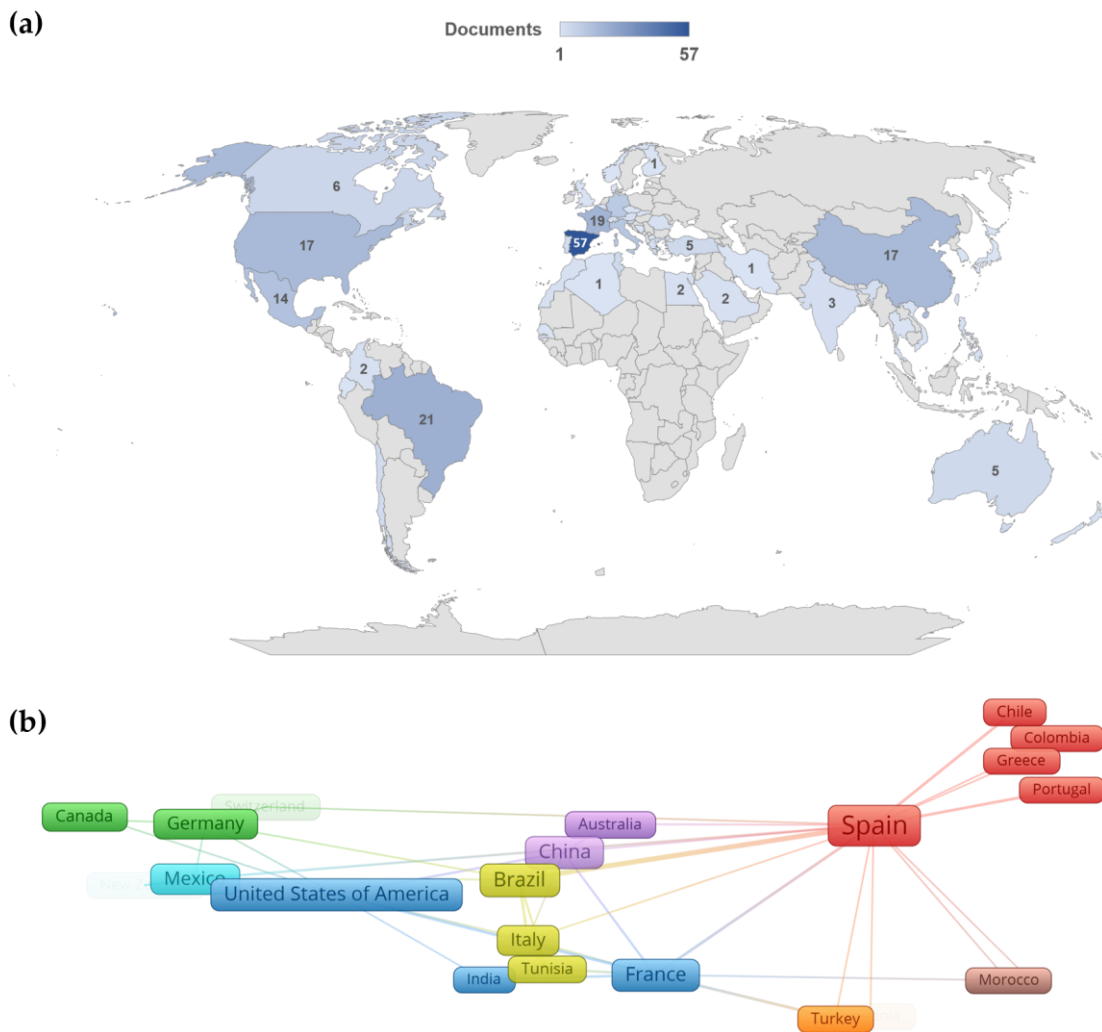 (a)
Documents
1 57
1
6
19
17
57
5
17
14
1
1
2
2
3
2
21
5
(b)
Chile
Colombia
Greece
Portugal
Switzerland
Canada
Germany
Spain
Australia
China
Mexico
Brazil
United States of America
Italy
Tunisia
India
France
Morocco
Turkey